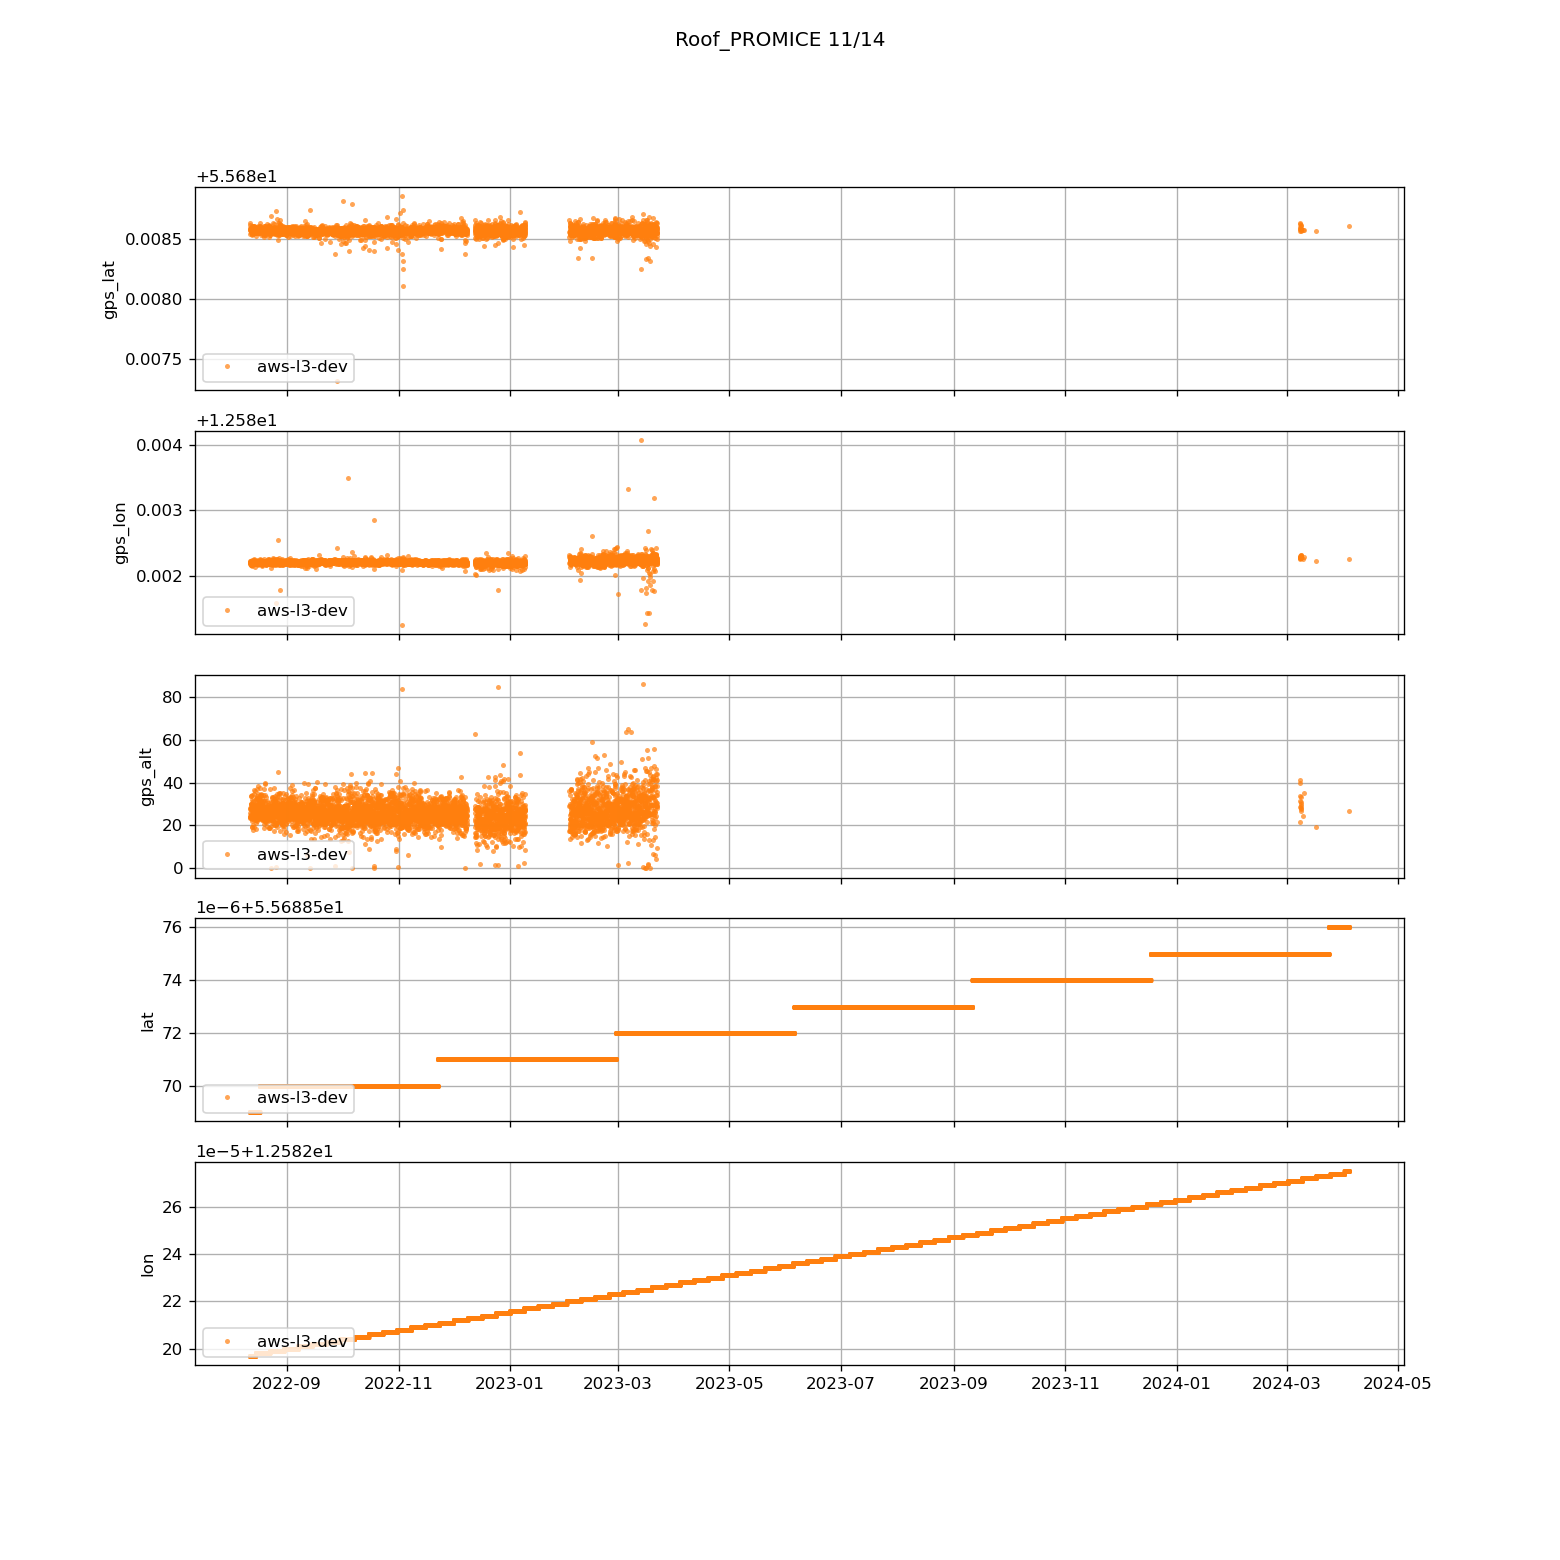 Roof_PROMICE 11/14
+5.568e1
0.0085
0.0080
0.0075
gps_lat
aws-l3-dev
+1.258e1
0.004
0.003
0.002
gps_lon
aws-l3-dev
80
60
40
20
0
gps_alt
aws-l3-dev
1e−6+5.56885e1
76
74
72
70
lat
aws-l3-dev
1e−5+1.2582e1
26
24
22
20
lon
aws-l3-dev
2022-09 2022-11 2023-01 2023-03 2023-05 2023-07 2023-09 2023-11 2024-01 2024-03 2024-05